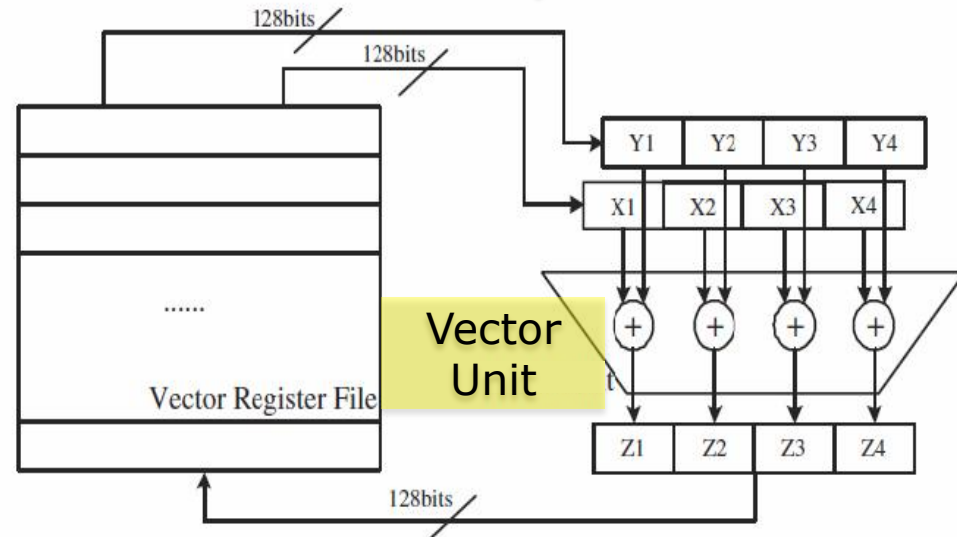 128bits
128bits
Y1 Y2 Y3 Y4
X1 X2 X3 X4
......
+ + + +
Vector
Unit
t
Vector Register File
Z1 Z2 Z3 Z4
128bits